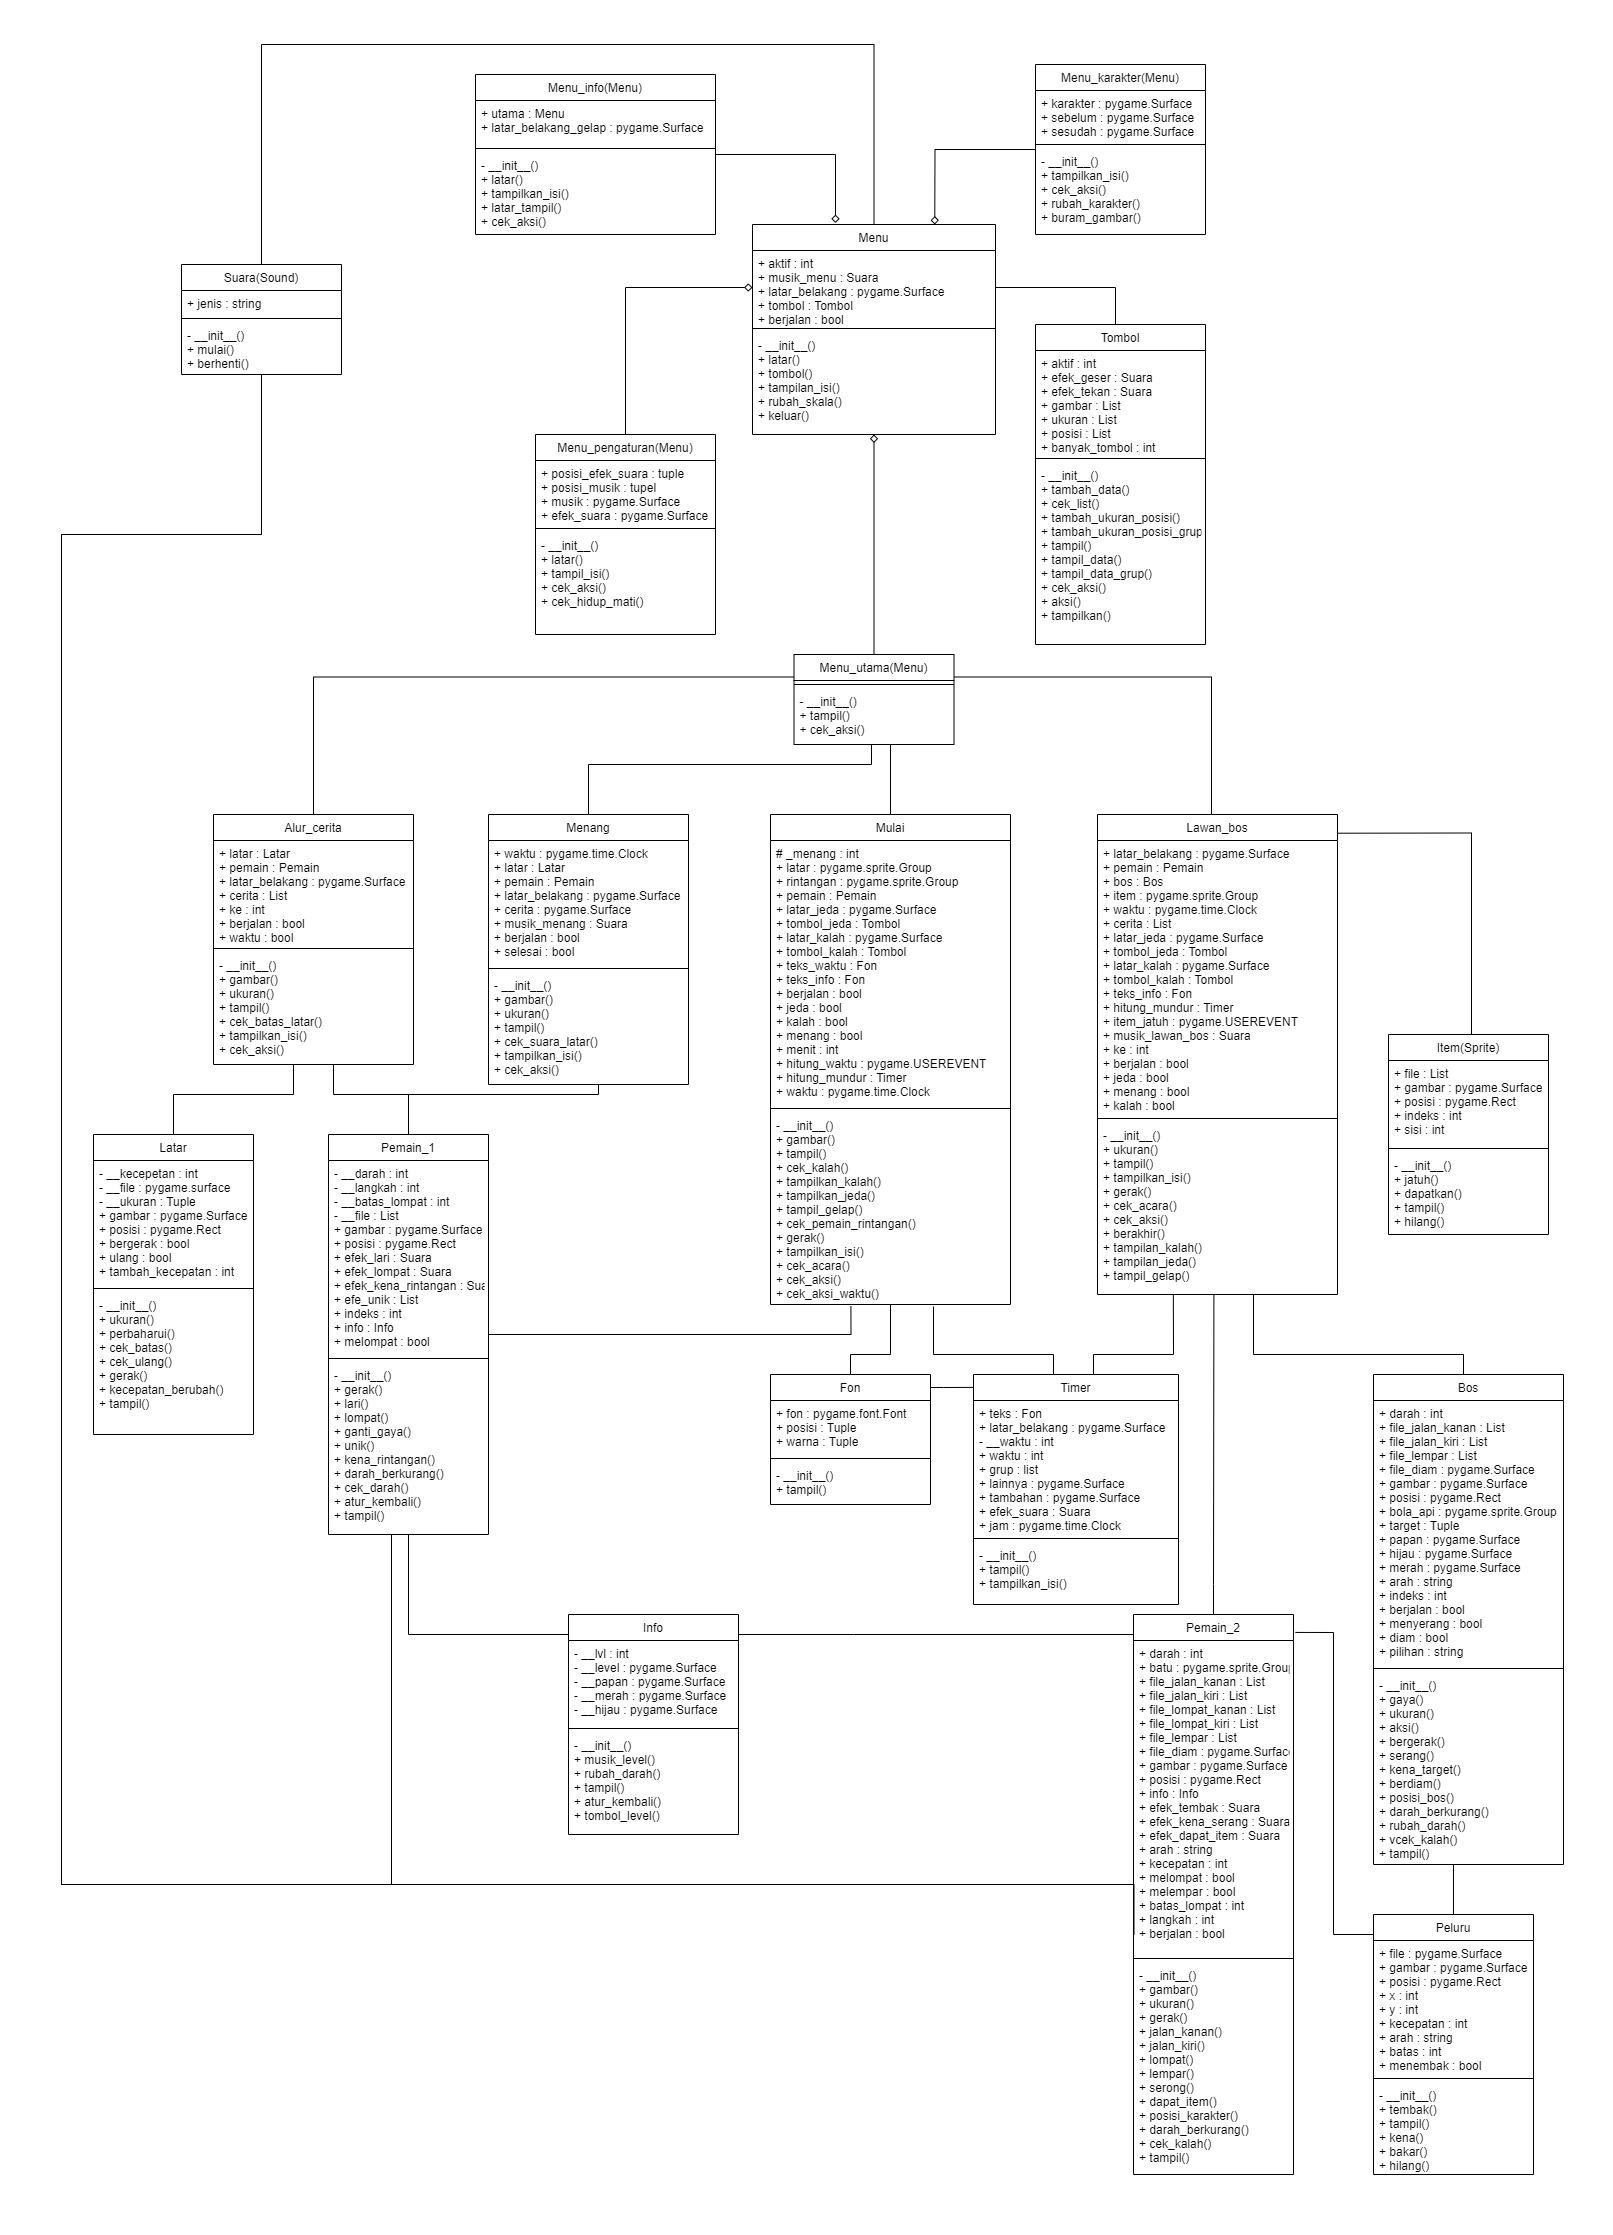 Menu_info(Menu)
+ utama : Menu
+ latar_belakang_gelap : pygame.Surface
- __init__()
+ latar()
+ tampilkan_isi()
+ latar_tampil()
+ cek_aksi()
Menu_karakter(Menu)
+ karakter : pygame.Surface
+ sebelum : pygame.Surface
+ sesudah : pygame.Surface
- __init__()
+ tampilkan_isi()
+ cek_aksi()
+ rubah_karakter()
+ buram_gambar()
Suara(Sound)
+ jenis : string
- __init__()
+ mulai()
+ berhenti()
Menu
+ aktif : int
+ musik_menu : Suara
+ latar_belakang : pygame.Surface
+ tombol : Tombol
+ berjalan : bool
- __init__()
+ latar()
+ tombol()
+ tampilan_isi()
+ rubah_skala()
+ keluar()
Tombol
+ aktif : int
+ efek_geser : Suara
+ efek_tekan : Suara
+ gambar : List
+ ukuran : List
+ posisi : List
+ banyak_tombol : int
- __init__()
+ tambah_data()
+ cek_list()
+ tambah_ukuran_posisi()
+ tambah_ukuran_posisi_grup
+ tampil()
+ tampil_data()
+ tampil_data_grup()
+ cek_aksi()
+ aksi()
+ tampilkan()
Menu_pengaturan(Menu)
+ posisi_efek_suara : tuple
+ posisi_musik : tupel
+ musik : pygame.Surface
+ efek_suara : pygame.Surface
- __init__()
+ latar()
+ tampil_isi()
+ cek_aksi()
+ cek_hidup_mati()
Menu_utama(Menu)
- __init__()
+ tampil()
+ cek_aksi()
Alur_cerita
+ latar : Latar
+ pemain : Pemain
+ latar_belakang : pygame.Surface
+ cerita : List
+ ke : int
+ berjalan : bool
+ waktu : bool
- __init__()
+ gambar()
+ ukuran()
+ tampil()
+ cek_batas_latar()
+ tampilkan_isi()
+ cek_aksi()
Menang
+ waktu : pygame.time.Clock
+ latar : Latar
+ pemain : Pemain
+ latar_belakang : pygame.Surface
+ cerita : pygame.Surface
+ musik_menang : Suara
+ berjalan : bool
+ selesai : bool
- __init__()
+ gambar()
+ ukuran()
+ tampil()
+ cek_suara_latar()
+ tampilkan_isi()
+ cek_aksi()
Mulai
# _menang : int
+ latar : pygame.sprite.Group
+ rintangan : pygame.sprite.Group
+ pemain : Pemain
+ latar_jeda : pygame.Surface
+ tombol_jeda : Tombol
+ latar_kalah : pygame.Surface
+ tombol_kalah : Tombol
+ teks_waktu : Fon
+ teks_info : Fon
+ berjalan : bool
+ jeda : bool
+ kalah : bool
+ menang : bool
+ menit : int
+ hitung_waktu : pygame.USEREVENT
+ hitung_mundur : Timer
+ waktu : pygame.time.Clock
- __init__()
+ gambar()
+ tampil()
+ cek_kalah()
+ tampilkan_kalah()
+ tampilkan_jeda()
+ tampil_gelap()
+ cek_pemain_rintangan()
+ gerak()
+ tampilkan_isi()
+ cek_acara()
+ cek_aksi()
+ cek_aksi_waktu()
Lawan_bos
+ latar_belakang : pygame.Surface
+ pemain : Pemain
+ bos : Bos
+ item : pygame.sprite.Group
+ waktu : pygame.time.Clock
+ cerita : List
+ latar_jeda : pygame.Surface
+ tombol_jeda : Tombol
+ latar_kalah : pygame.Surface
+ tombol_kalah : Tombol
+ teks_info : Fon
+ hitung_mundur : Timer
+ item_jatuh : pygame.USEREVENT
+ musik_lawan_bos : Suara
+ ke : int
+ berjalan : bool
+ jeda : bool
+ menang : bool
+ kalah : bool
- __init__()
+ ukuran()
+ tampil()
+ tampilkan_isi()
+ gerak()
+ cek_acara()
+ cek_aksi()
+ berakhir()
+ tampilan_kalah()
+ tampilan_jeda()
+ tampil_gelap()
Item(Sprite)
+ file : List
+ gambar : pygame.Surface
+ posisi : pygame.Rect
+ indeks : int
+ sisi : int
- __init__()
+ jatuh()
+ dapatkan()
+ tampil()
+ hilang()
Latar
- __kecepetan : int
- __file : pygame.surface
- __ukuran : Tuple
+ gambar : pygame.Surface
+ posisi : pygame.Rect
+ bergerak : bool
+ ulang : bool
+ tambah_kecepatan : int
- __init__()
+ ukuran()
+ perbaharui()
+ cek_batas()
+ cek_ulang()
+ gerak()
+ kecepatan_berubah()
+ tampil()
Pemain_1
- __darah : int
- __langkah : int
- __batas_lompat : int
- __file : List
+ gambar : pygame.Surface
+ posisi : pygame.Rect
+ efek_lari : Suara
+ efek_lompat : Suara
+ efek_kena_rintangan : Sua
+ efe_unik : List
+ indeks : int
+ info : Info
+ melompat : bool
- __init__()
+ gerak()
+ lari()
+ lompat()
+ ganti_gaya()
+ unik()
+ kena_rintangan()
+ darah_berkurang()
+ cek_darah()
+ atur_kembali()
+ tampil()
Fon
+ fon : pygame.font.Font
+ posisi : Tuple
+ warna : Tuple
- __init__()
+ tampil()
Timer
+ teks : Fon
+ latar_belakang : pygame.Surface
- __waktu : int
+ waktu : int
+ grup : list
+ lainnya : pygame.Surface
+ tambahan : pygame.Surface
+ efek_suara : Suara
+ jam : pygame.time.Clock
- __init__()
+ tampil()
+ tampilkan_isi()
Bos
+ darah : int
+ file_jalan_kanan : List
+ file_jalan_kiri : List
+ file_lempar : List
+ file_diam : pygame.Surface
+ gambar : pygame.Surface
+ posisi : pygame.Rect
+ bola_api : pygame.sprite.Group
+ target : Tuple
+ papan : pygame.Surface
+ hijau : pygame.Surface
+ merah : pygame.Surface
+ arah : string
+ indeks : int
+ berjalan : bool
+ menyerang : bool
+ diam : bool
+ pilihan : string
- __init__()
+ gaya()
+ ukuran()
+ aksi()
+ bergerak()
+ serang()
+ kena_target()
+ berdiam()
+ posisi_bos()
+ darah_berkurang()
+ rubah_darah()
+ vcek_kalah()
+ tampil()
Info
- __lvl : int
- __level : pygame.Surface
- __papan : pygame.Surface
- __merah : pygame.Surface
- __hijau : pygame.Surface
- __init__()
+ musik_level()
+ rubah_darah()
+ tampil()
+ atur_kembali()
+ tombol_level()
Pemain_2
+ darah : int
+ batu : pygame.sprite.Grou
+ file_jalan_kanan : List
+ file_jalan_kiri : List
+ file_lompat_kanan : List
+ file_lompat_kiri : List
+ file_lempar : List
+ file_diam : pygame.Surfac
+ gambar : pygame.Surface
+ posisi : pygame.Rect
+ info : Info
+ efek_tembak : Suara
+ efek_kena_serang : Suara
+ efek_dapat_item : Suara
+ arah : string
+ kecepatan : int
+ melompat : bool
+ melempar : bool
+ batas_lompat : int
+ langkah : int
+ berjalan : bool
- __init__()
+ gambar()
+ ukuran()
+ gerak()
+ jalan_kanan()
+ jalan_kiri()
+ lompat()
+ lempar()
+ serong()
+ dapat_item()
+ posisi_karakter()
+ darah_berkurang()
+ cek_kalah()
+ tampil()
Peluru
+ file : pygame.Surface
+ gambar : pygame.Surface
+ posisi : pygame.Rect
+ x : int
+ y : int
+ kecepatan : int
+ arah : string
+ batas : int
+ menembak : bool
- __init__()
+ tembak()
+ tampil()
+ kena()
+ bakar()
+ hilang()